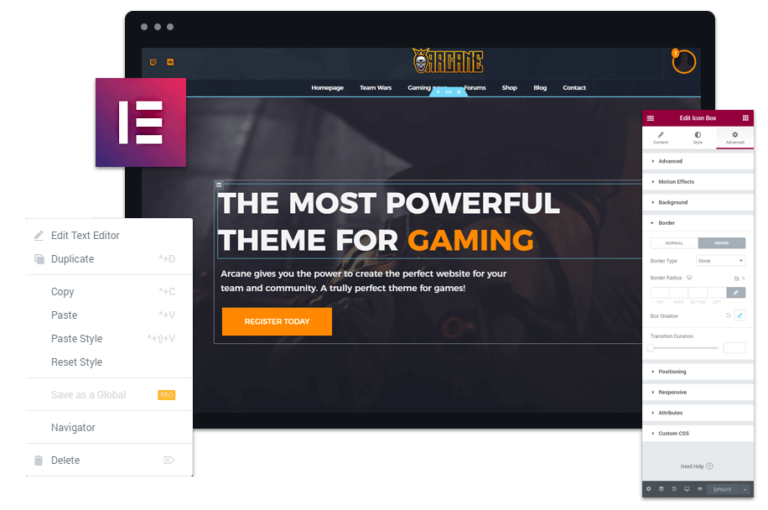 ARCANE
Homepage Team Wars Gaming Forums Shop Blog Contact
THE MOST POWERFUL
THEME FOR GAMING
Arcane gives you the power to create the perfect website for your
team and community. A trully perfect theme for games!
REGISTER TODAY
Edit Text Editor
Duplicate ^+D
Copy ^+C
Paste ^+V
Paste Style ^+⇧+V
Reset Style
Save as a Global PRO
Navigator
Delete
Edit Icon Box
Content Style Advanced
Advanced
Motion Effects
Background
Border
NORMAL HOVER
Border Type None
Border Radius
TOP RIGHT BOTTOM LEFT
Box Shadow
Transition Duration
Positioning
Responsive
Attributes
Custom CSS
Need Help
UPDATE